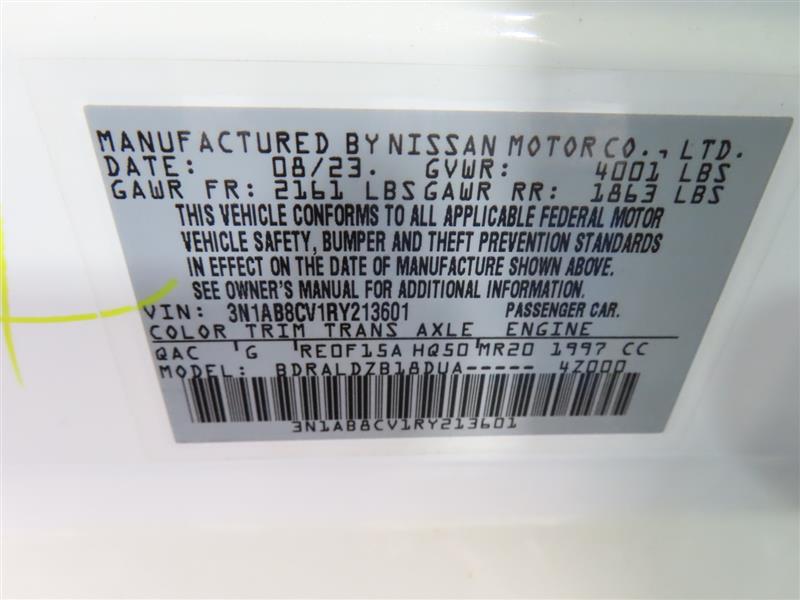 MANUFACTURED BY NISSAN MOTOR CO., LTD.
DATE: 08/23. GVWR: 4001 LBS
GAWR FR: 2161 LBS GAWR RR: 1863 LBS
THIS VEHICLE CONFORMS TO ALL APPLICABLE FEDERAL MOTOR
VEHICLE SAFETY, BUMPER AND THEFT PREVENTION STANDARDS
IN EFFECT ON THE DATE OF MANUFACTURE SHOWN ABOVE.
SEE OWNER'S MANUAL FOR ADDITIONAL INFORMATION.
VIN: 3N1AB8CV1RY213601 PASSENGER CAR.
COLOR TRIM TRANS AXLE ENGINE
QAC G RE0F15A HQ50 MR20 1997 CC
MODEL: BDRALDZB18DUA----- 4Z000
3N1AB8CV1RY213601